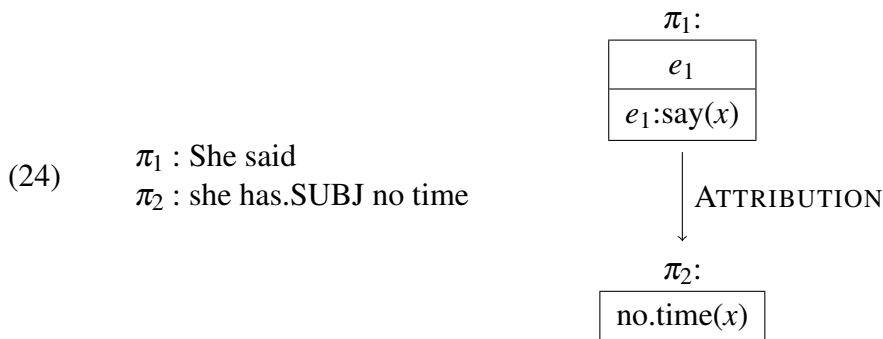 (24)
π₁ : She said
π₂ : she has.SUBJ no time
π₁:
e₁
e₁:say(x)
ATTRIBUTION
π₂:
no.time(x)